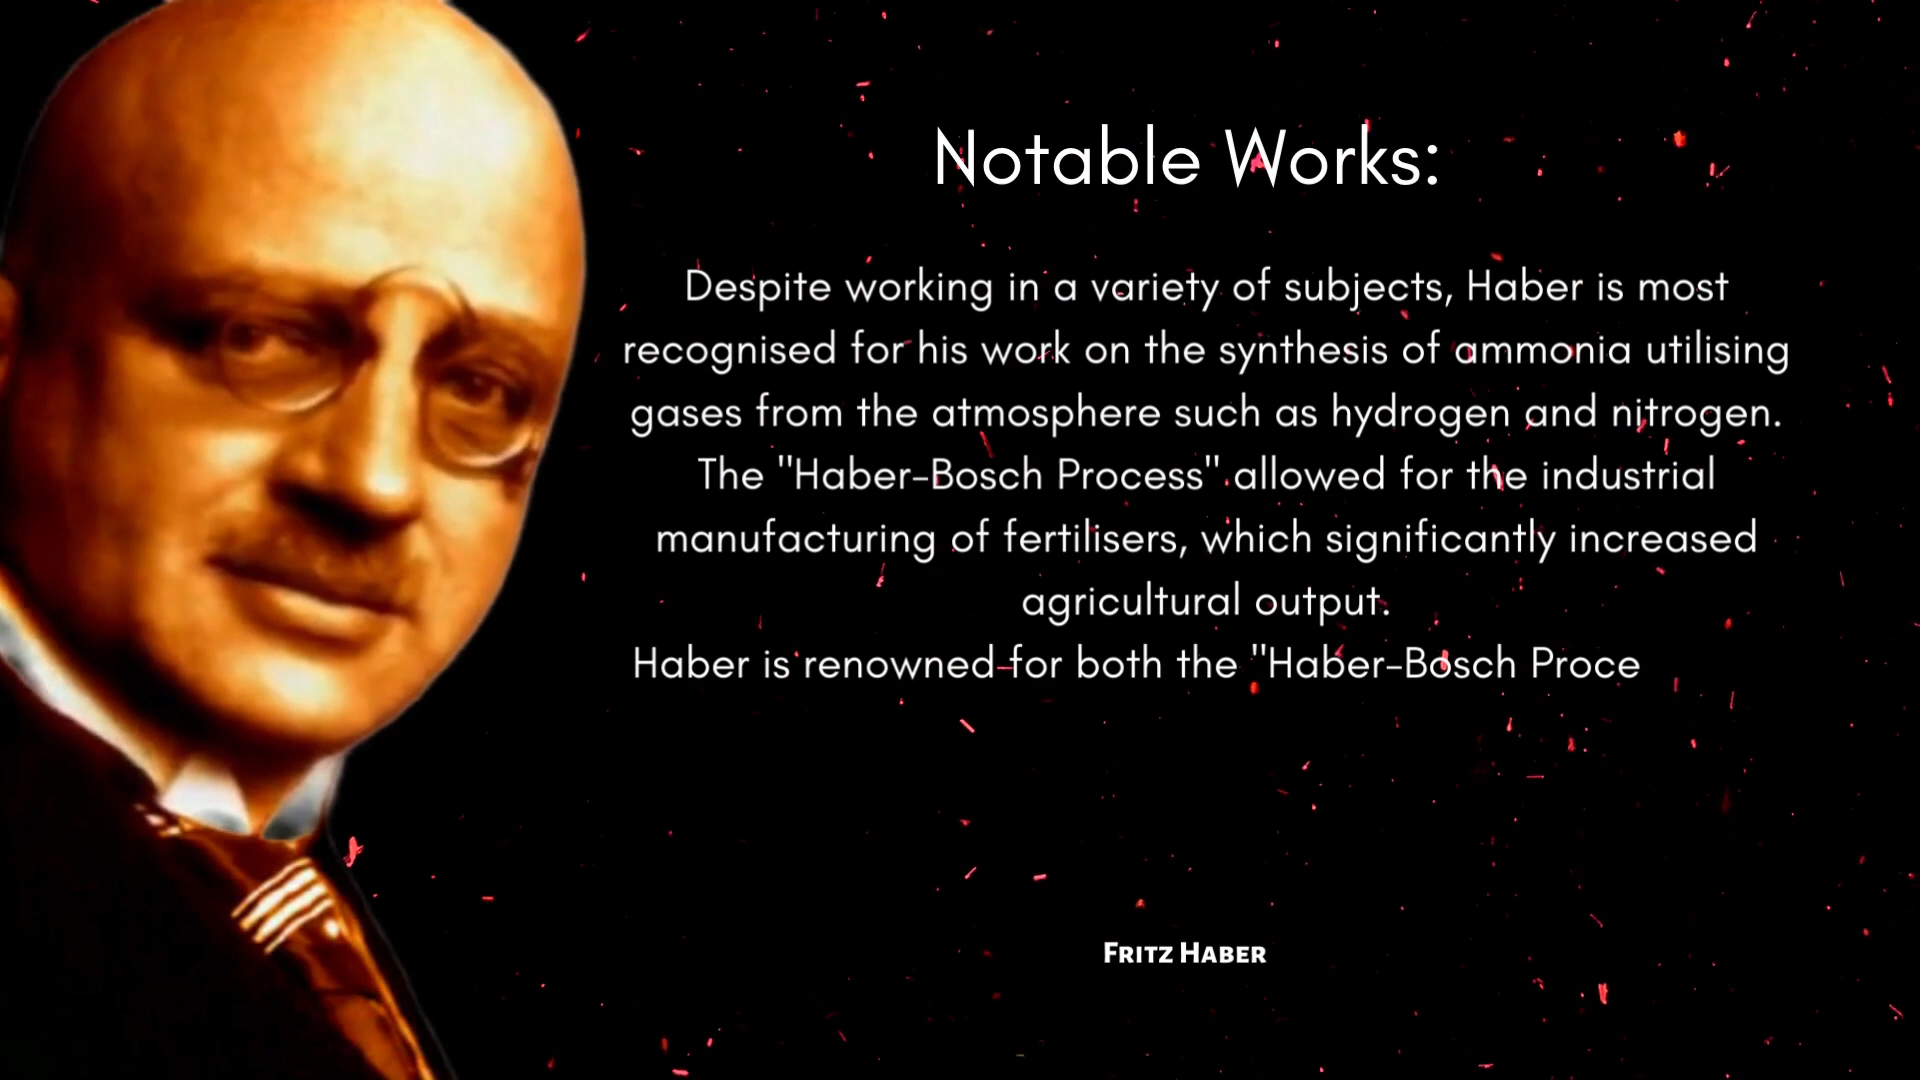 Notable Works:
Despite working in a variety of subjects, Haber is most
recognised for his work on the synthesis of ammonia utilising
gases from the atmosphere such as hydrogen and nitrogen.
The "Haber-Bosch Process" allowed for the industrial
manufacturing of fertilisers, which significantly increased
agricultural output.
Haber is renowned for both the "Haber-Bosch Proce
Fritz Haber